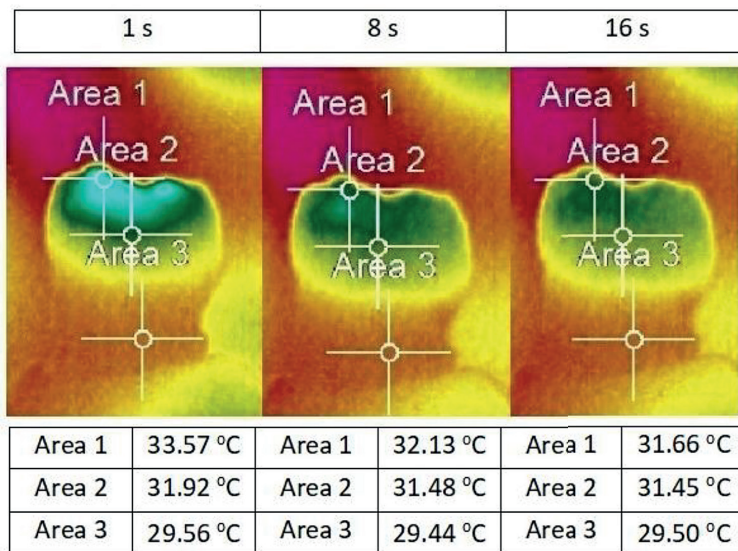 1 s 8 s 16 s
Area 1 Area 1 Area 1
Area 2 Area 2 Area 2
Area 3 Area 3 Area 3
Area 1 33.57 °C Area 1 32.13 °C Area 1 31.66 °C
Area 2 31.92 °C Area 2 31.48 °C Area 2 31.45 °C
Area 3 29.56 °C Area 3 29.44 °C Area 3 29.50 °C